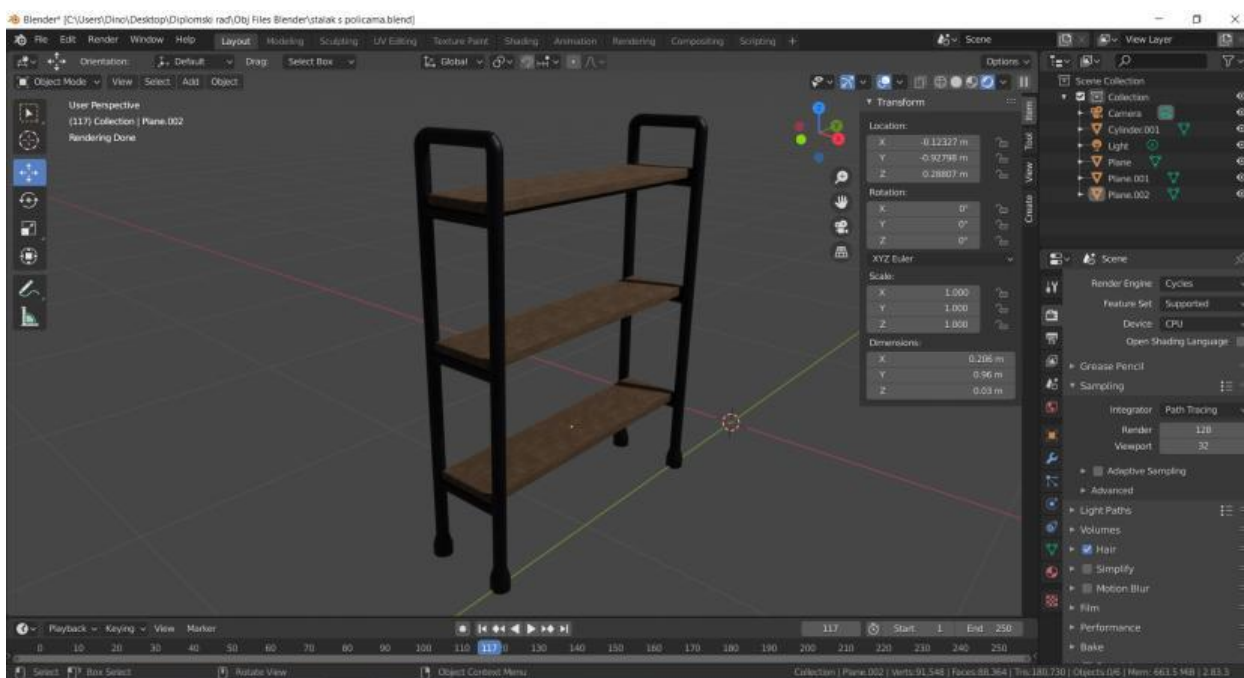 Blender* [C:\Users\Dino\Desktop\Diplomski rad\Obj Files Blender\stalak s policama.blend]
File Edit Render Window Help Layout Modeling Sculpting UV Editing Texture Paint Shading Animation Rendering Compositing Scripting + Scene View Layer
Orientation: Default Drag: Select Box Global Options
Object Mode View Select Add Object
User Perspective
(117) Collection | Plane.002
Rendering Done
Transform
Location:
X -0.12327 m
Y -0.92798 m
Z 0.28807 m
Rotation:
X 0°
Y 0°
Z 0°
XYZ Euler
Scale:
X 1.000
Y 1.000
Z 1.000
Dimensions:
X 0.206 m
Y 0.96 m
Z 0.03 m
Item
Tool
View
Create
Scene Collection
Collection
Camera
Cylinder.001
Light
Plane
Plane.001
Plane.002
Scene
Render Engine Cycles
Feature Set Supported
Device CPU
Open Shading Language
Grease Pencil
Sampling
Integrator Path Tracing
Render 128
Viewport 32
Adaptive Sampling
Advanced
Light Paths
Volumes
Hair
Simplify
Motion Blur
Film
Performance
Bake
Playback Keying View Marker 117 Start 1 End 250
0 10 20 30 40 50 60 70 80 90 100 110 117 130 140 150 160 170 180 190 200 210 220 230 240 250
Select Box Select Rotate View Object Context Menu Collection | Plane.002 | Verts:91,548 | Faces:88,364 | Tris:180,730 | Objects:0/6 | Mem: 663.5 MB | 2.83.3